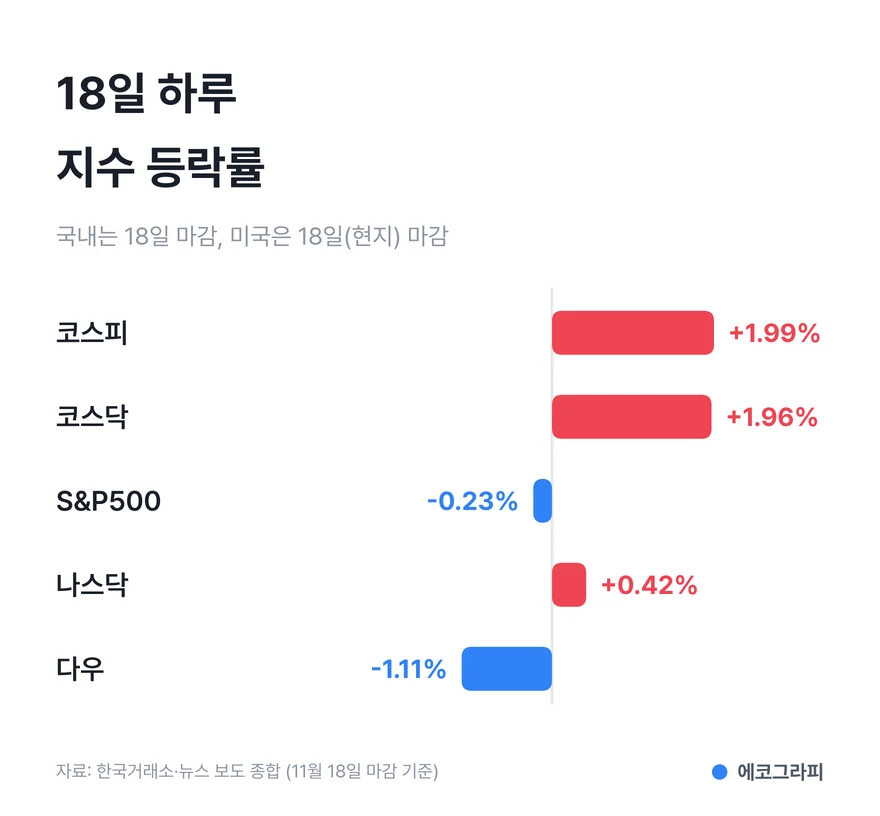 18일 하루
지수 등락률
국내는 18일 마감, 미국은 18일(현지) 마감
코스피 +1.99%
코스닥 +1.96%
S&P500 -0.23%
나스닥 +0.42%
다우 -1.11%
자료: 한국거래소·뉴스 보도 종합 (11월 18일 마감 기준)
에코그라피